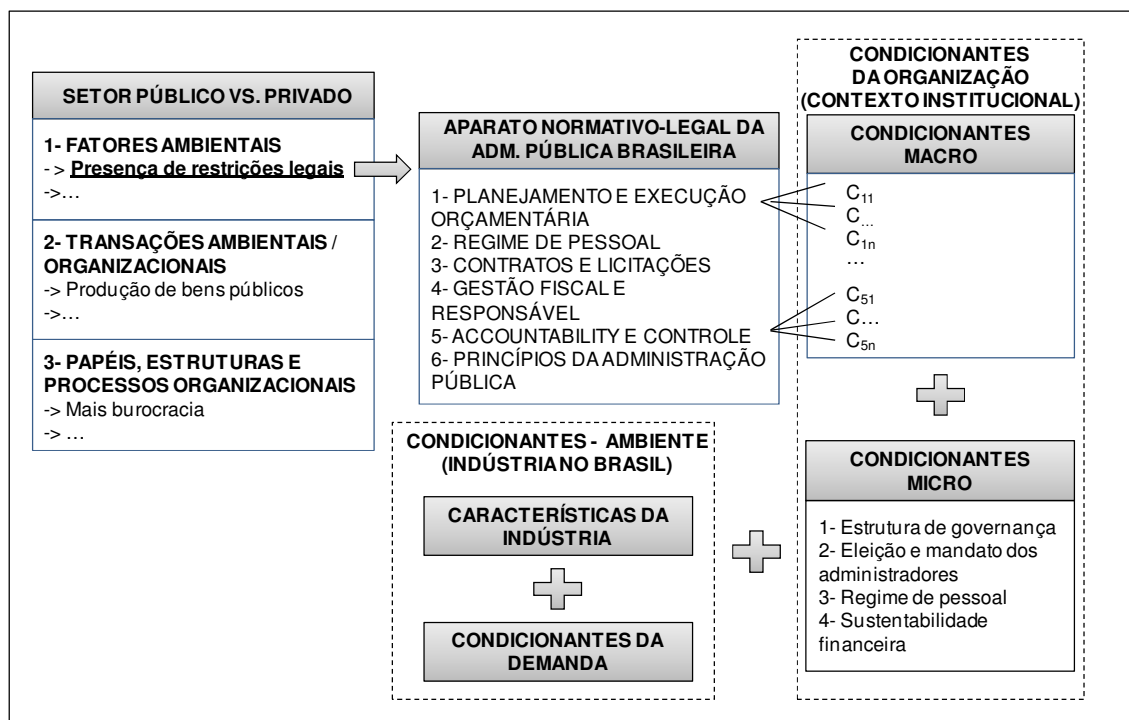 SETOR PÚBLICO VS. PRIVADO
1- FATORES AMBIENTAIS
- > Presença de restrições legais
->…
2- TRANSAÇÕES AMBIENTAIS /
ORGANIZACIONAIS
-> Produção de bens públicos
->…
3- PAPÉIS, ESTRUTURAS E
PROCESSOS ORGANIZACIONAIS
-> Mais burocracia
-> …
APARATO NORMATIVO-LEGAL DA
ADM. PÚBLICA BRASILEIRA
1- PLANEJAMENTO E EXECUÇÃO
ORÇAMENTÁRIA
2- REGIME DE PESSOAL
3- CONTRATOS E LICITAÇÕES
4- GESTÃO FISCAL E
RESPONSÁVEL
5- ACCOUNTABILITY E CONTROLE
6- PRINCÍPIOS DA ADMINISTRAÇÃO
PÚBLICA
CONDICIONANTES
DA ORGANIZAÇÃO
(CONTEXTO INSTITUCIONAL)
CONDICIONANTES
MACRO
C11
C…
C1n
…
C51
C…
C5n
CONDICIONANTES - AMBIENTE
(INDÚSTRIA NO BRASIL)
CARACTERÍSTICAS DA
INDÚSTRIA
CONDICIONANTES DA
DEMANDA
CONDICIONANTES
MICRO
1- Estrutura de governança
2- Eleição e mandato dos
administradores
3- Regime de pessoal
4- Sustentabilidade
financeira